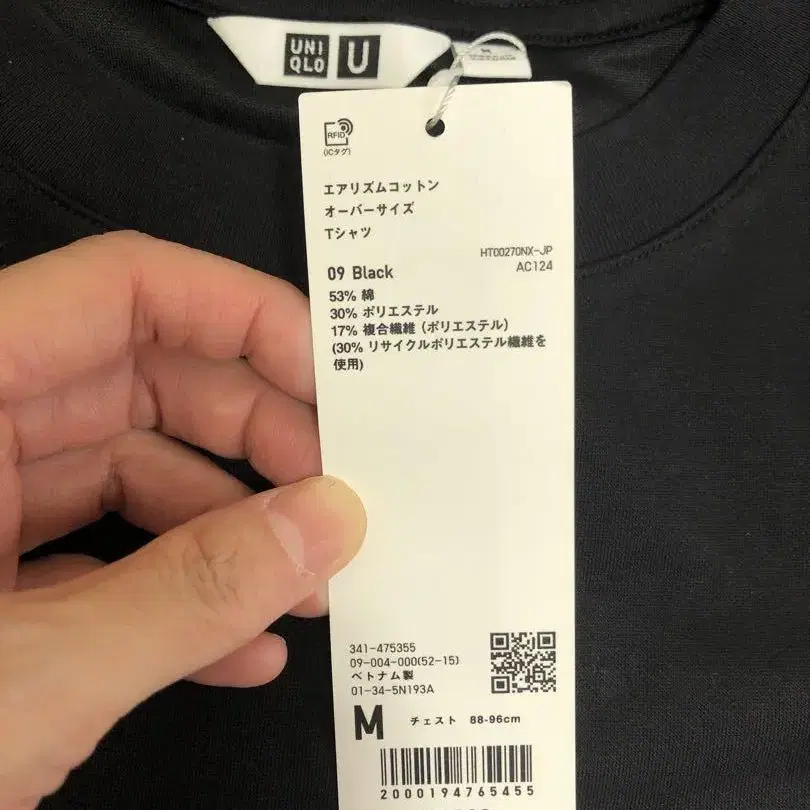 UNI
QLO
U
M
RFID
(ICタグ)
エアリズムコットン
オーバーサイズ
Tシャツ
HT00270NX-JP
09 Black
AC124
53% 綿
30% ポリエステル
17% 複合繊維 (ポリエステル)
(30% リサイクルポリエステル繊維を
使用)
341-475355
09-004-000(52-15)
ベトナム製
01-34-5N193A
M チェスト 88-96cm
2000194765455